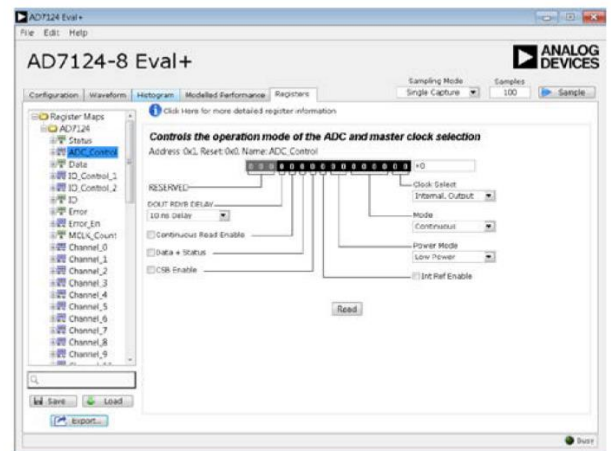 AD7124 Eval+
File Edit Help
AD7124-8 Eval+
ANALOG DEVICES
Sampling Mode
Single Capture
Samples
100
Sample
Configuration Waveform Histogram Modelled Performance Registers
Click Here for more detailed register information
Register Maps
AD7124
Status
ADC_Control
Data
IO_Control_1
IO_Control_2
ID
Error
Error_En
MCLK_Count
Channel_0
Channel_1
Channel_2
Channel_3
Channel_4
Channel_5
Channel_6
Channel_7
Channel_8
Channel_9
Save Load
Export...
Controls the operation mode of the ADC and master clock selection
Address: 0x1, Reset: 0x0, Name: ADC_Control
0 0 0 0 0 0 0 0 0 0 0 0 0 0 0 0
RESERVED
DOUT RDYB DELAY
10 ns Delay
Continuous Read Enable
Data + Status
CSB Enable
Clock Select
Internal, Output
Mode
Continuous
Power Mode
Low Power
Int Ref Enable
Read
Busy